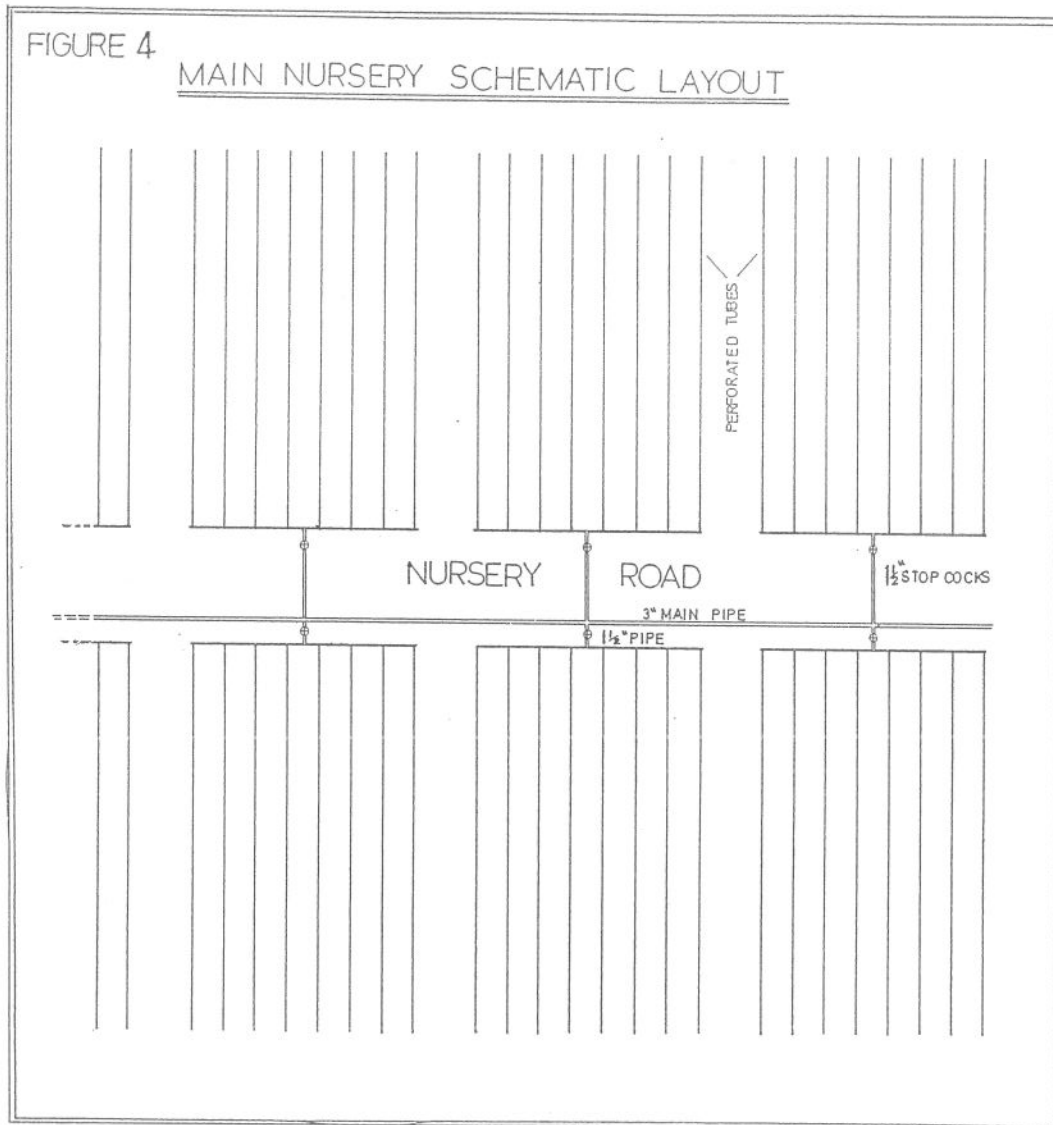 FIGURE 4
MAIN NURSERY SCHEMATIC LAYOUT
PERFORATED TUBES
NURSERY ROAD
1½" STOP COCKS
3" MAIN PIPE
1½" PIPE